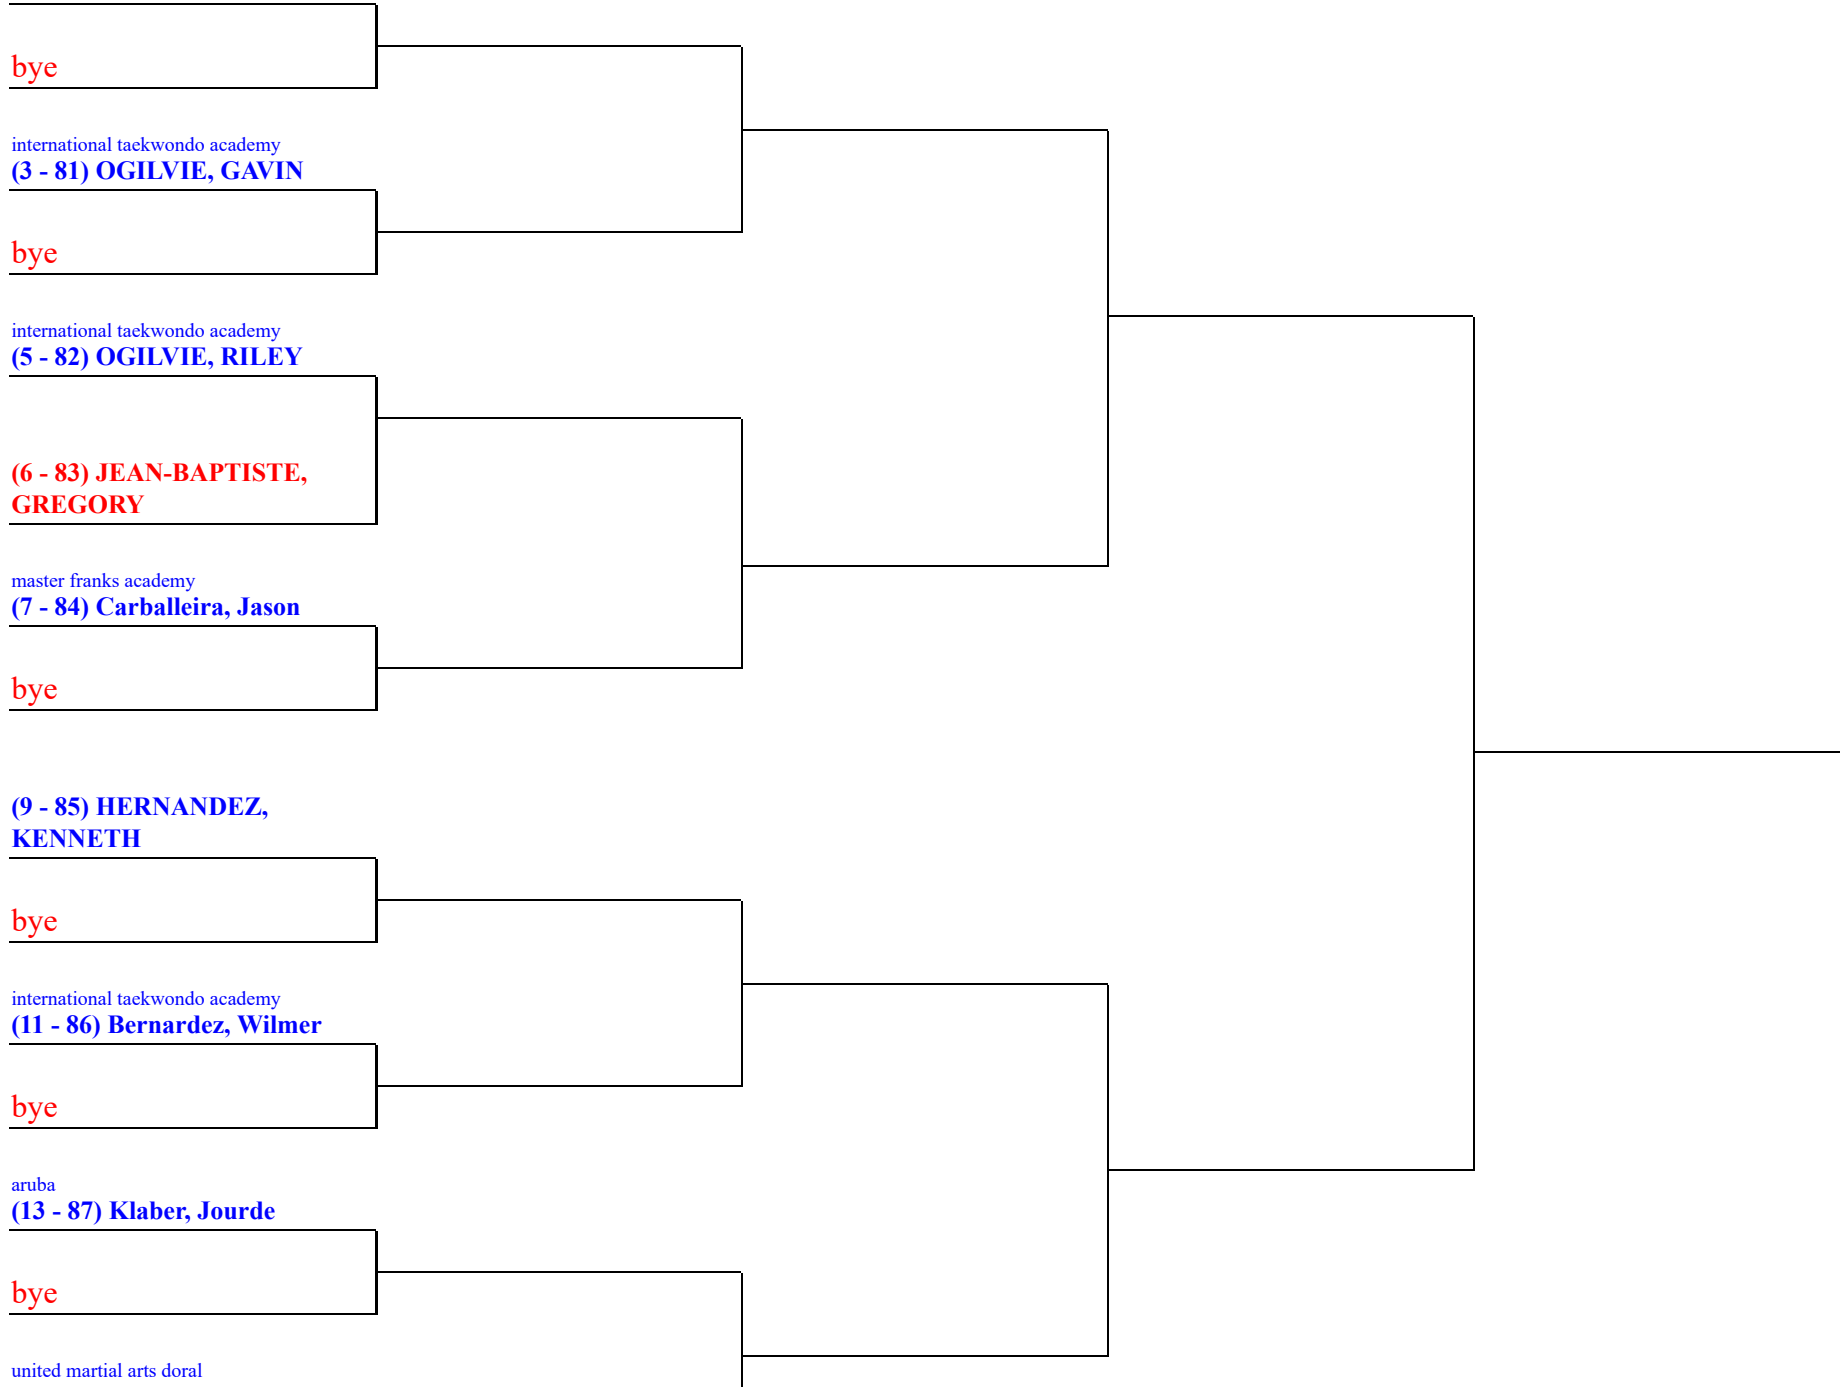 bye
international taekwondo academy
(3 - 81) OGILVIE, GAVIN
bye
international taekwondo academy
(5 - 82) OGILVIE, RILEY
(6 - 83) JEAN-BAPTISTE,
GREGORY
master franks academy
(7 - 84) Carballeira, Jason
bye
(9 - 85) HERNANDEZ,
KENNETH
bye
international taekwondo academy
(11 - 86) Bernardez, Wilmer
bye
aruba
(13 - 87) Klaber, Jourde
bye
united martial arts doral